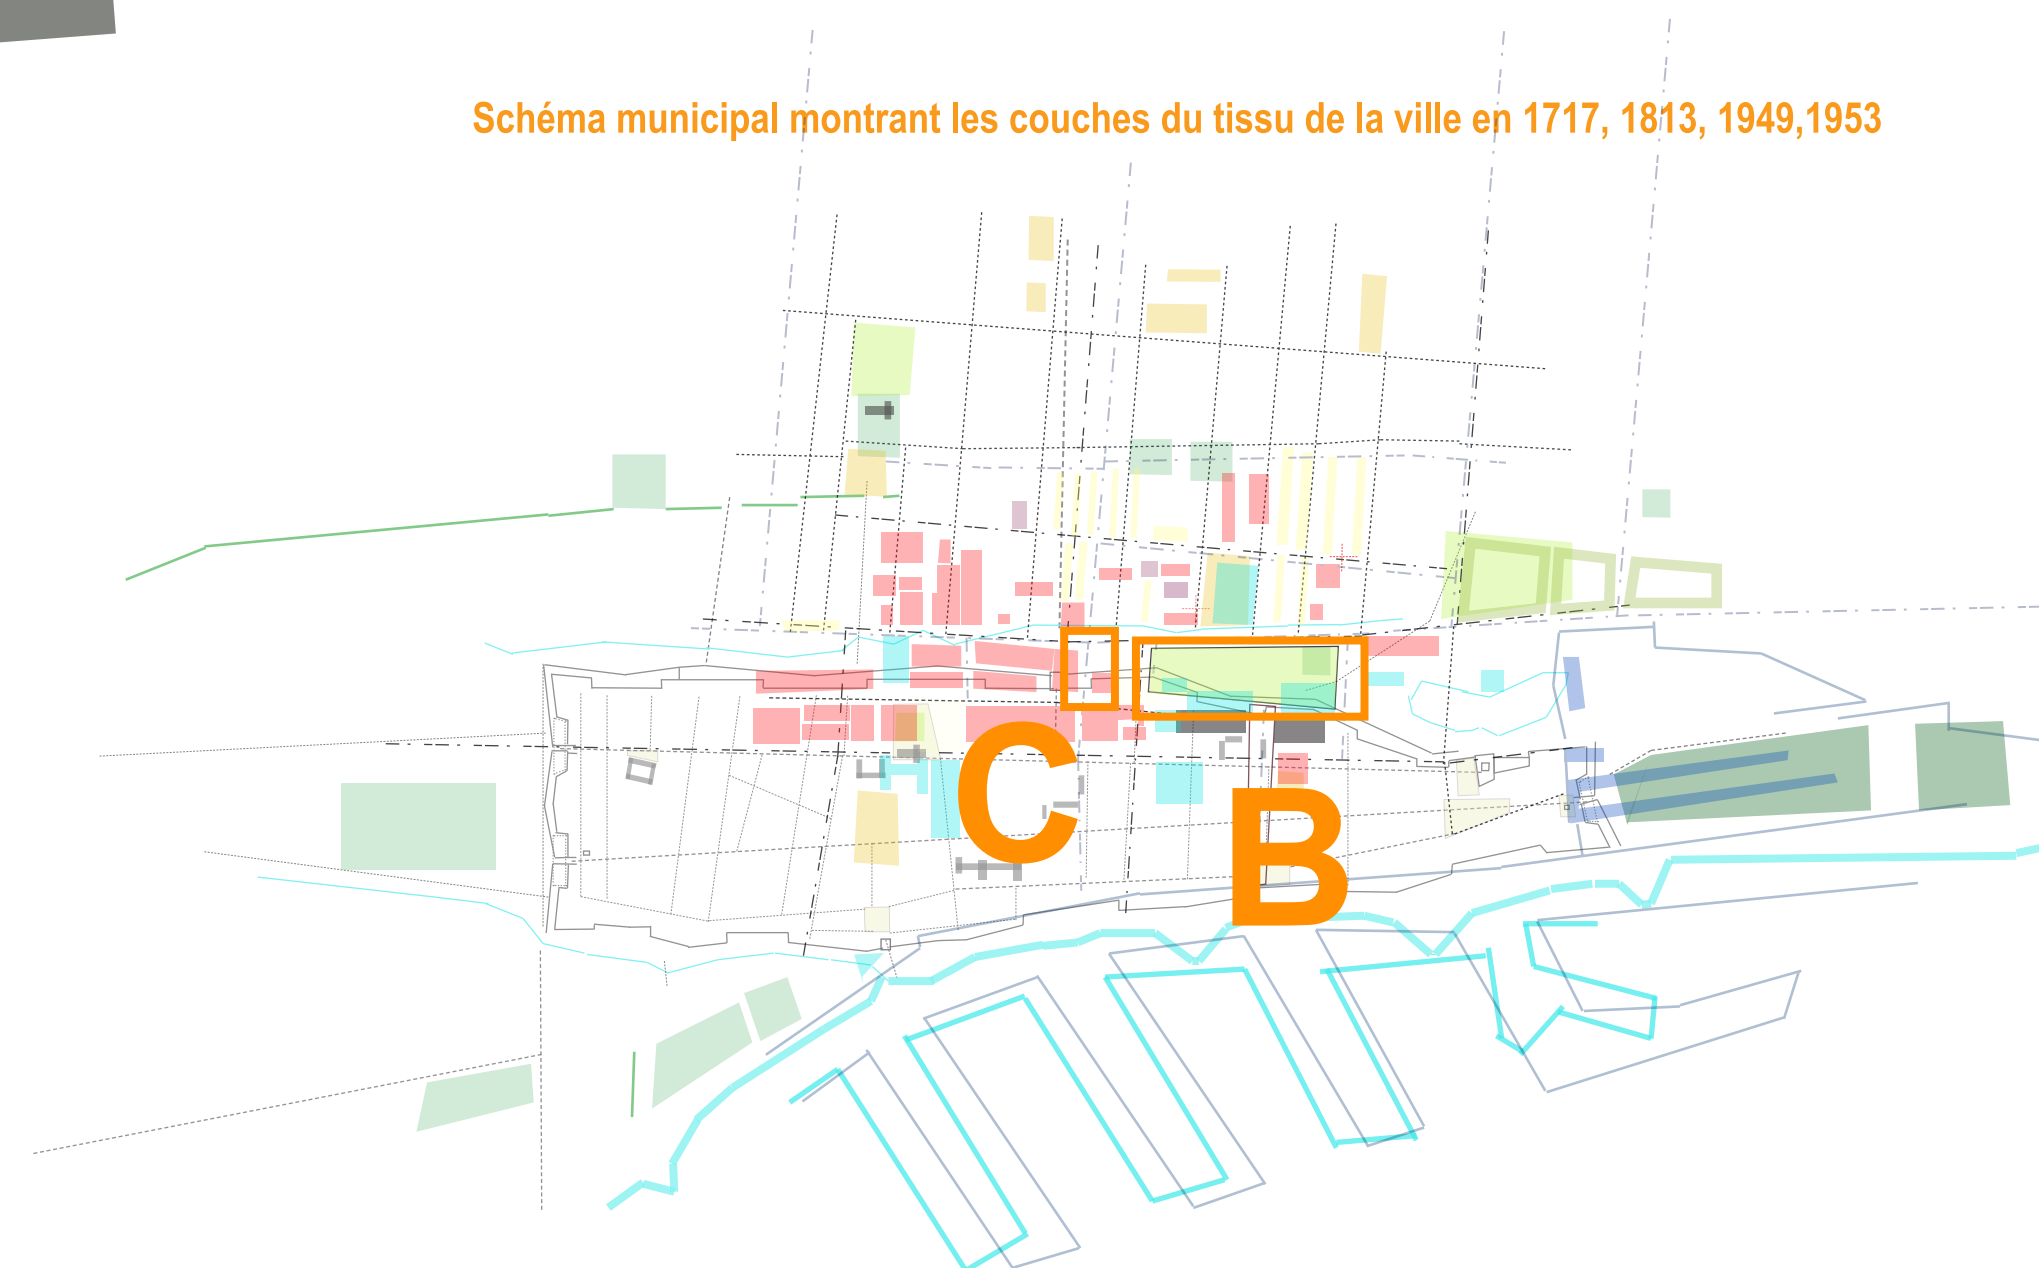 Schéma municipal montrant les couches du tissu de la ville en 1717, 1813, 1949,1953
C
B